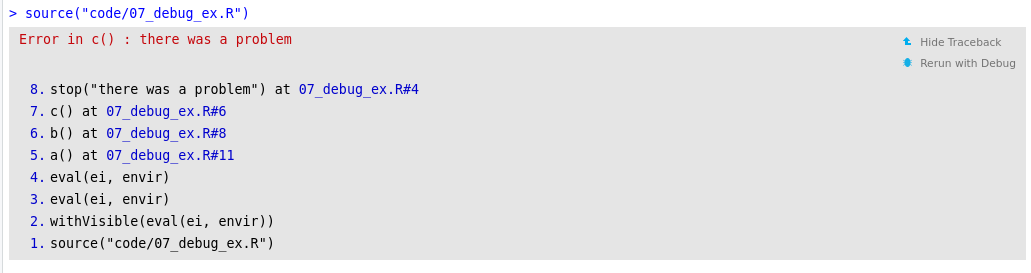 > source("code/07_debug_ex.R")
Error in c() : there was a problem
Hide Traceback
Rerun with Debug
8. stop("there was a problem") at 07_debug_ex.R#4
7. c() at 07_debug_ex.R#6
6. b() at 07_debug_ex.R#8
5. a() at 07_debug_ex.R#11
4. eval(ei, envir)
3. eval(ei, envir)
2. withVisible(eval(ei, envir))
1. source("code/07_debug_ex.R")